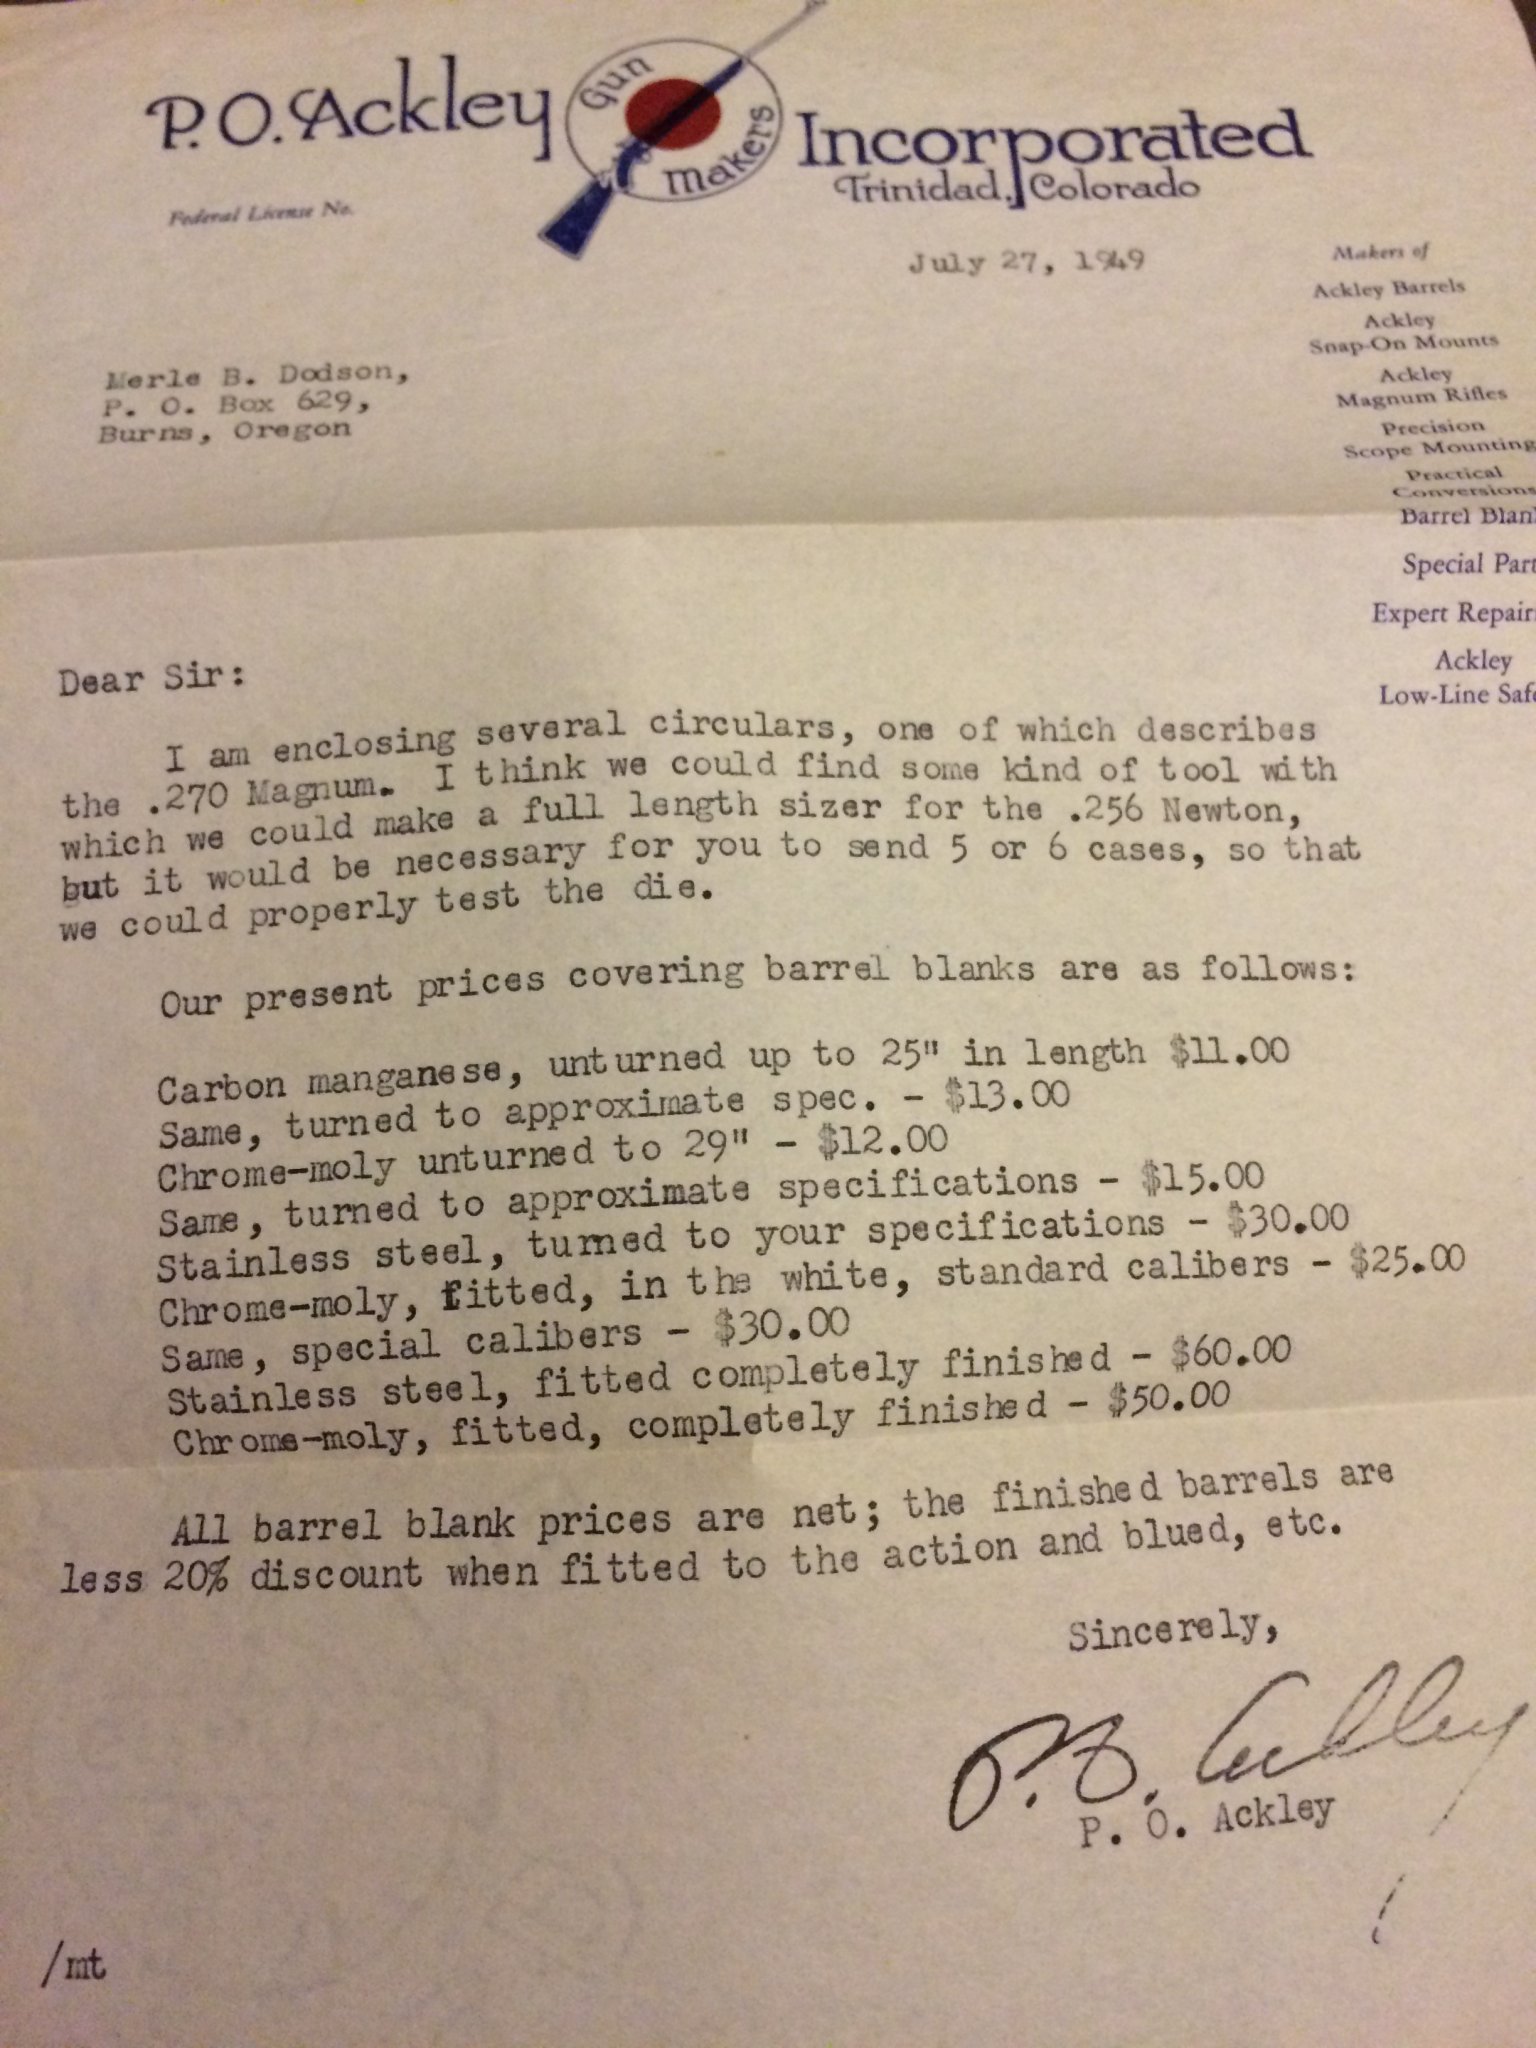 P.O. Ackley Gun Makers Incorporated
Trinidad, Colorado
Federal License No.
July 27, 1949
Makers of
Ackley Barrels
Ackley
Snap-On Mounts
Ackley
Magnum Rifles
Precision
Scope Mounting
Practical
Conversions
Barrel Blan
Special Part
Expert Repair
Ackley
Low-Line Safe
Merle B. Dodson,
P. O. Box 629,
Burns, Oregon
Dear Sir:
I am enclosing several circulars, one of which describes
the .270 Magnum. I think we could find some kind of tool with
which we could make a full length sizer for the .256 Newton,
but it would be necessary for you to send 5 or 6 cases, so that
we could properly test the die.
Our present prices covering barrel blanks are as follows:
Carbon manganese, unturned up to 25" in length $11.00
Same, turned to approximate spec. - $13.00
Chrome-moly unturned to 29" - $12.00
Same, turned to approximate specifications - $15.00
Stainless steel, turned to your specifications - $30.00
Chrome-moly, fitted, in the white, standard calibers - $25.00
Same, special calibers - $30.00
Stainless steel, fitted completely finished - $60.00
Chrome-moly, fitted, completely finished - $50.00
All barrel blank prices are net; the finished barrels are
less 20% discount when fitted to the action and blued, etc.
Sincerely,
P. O. Ackley
P. O. Ackley
/mt